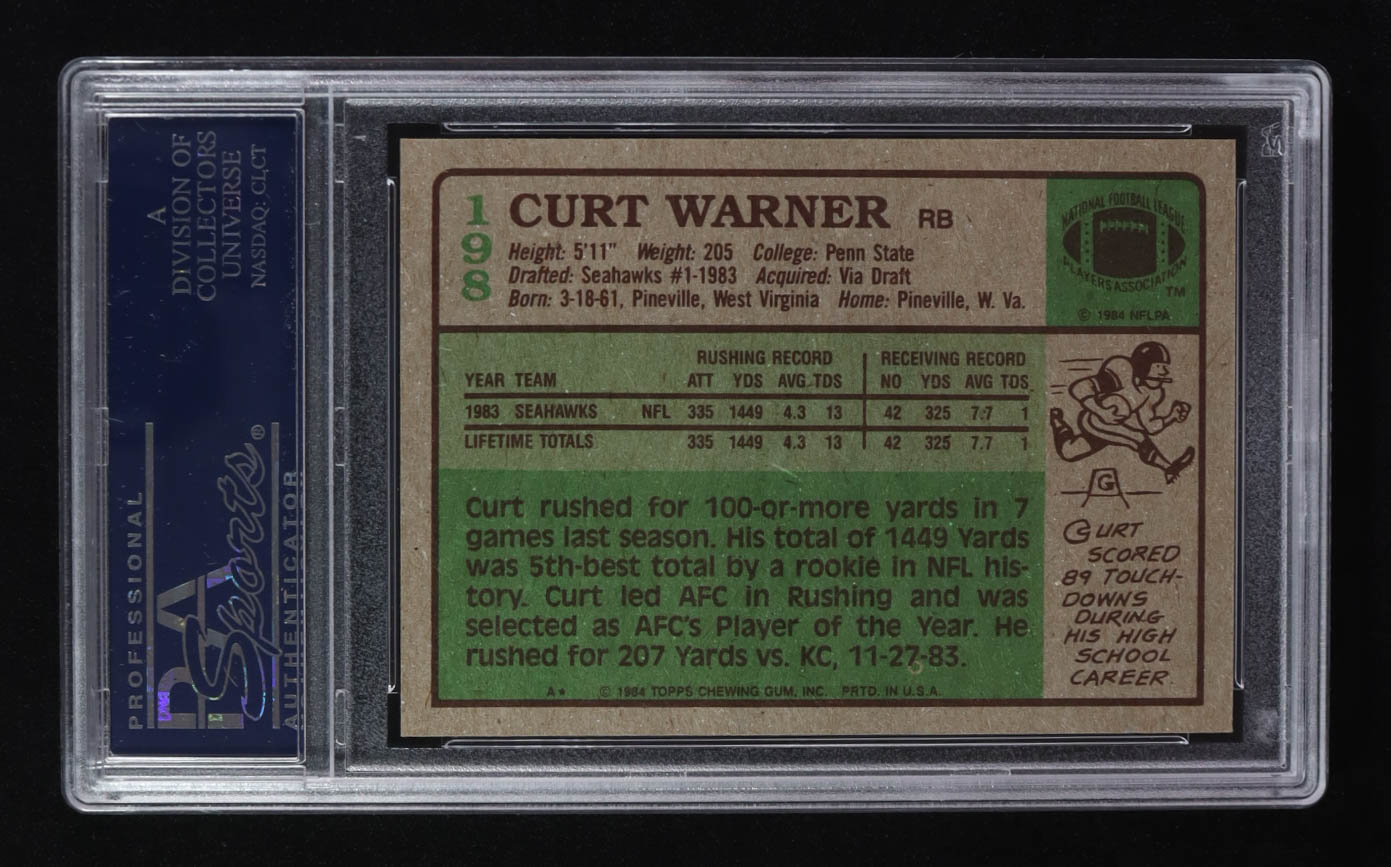 A
DIVISION OF
COLLECTORS
UNIVERSE
NASDAQ: CLCT
PROFESSIONAL
PSA
Sports®
AUTHENTICATOR
198
CURT WARNER RB
Height: 5'11" Weight: 205 College: Penn State
Drafted: Seahawks #1-1983 Acquired: Via Draft
Born: 3-18-61, Pineville, West Virginia Home: Pineville, W. Va.
NATIONAL FOOTBALL LEAGUE
PLAYERS ASSOCIATION
TM
© 1984 NFLPA
RUSHING RECORD RECEIVING RECORD
YEAR TEAM ATT YDS AVG. TDS NO YDS AVG TDS
1983 SEAHAWKS NFL 335 1449 4.3 13 42 325 7.7 1
LIFETIME TOTALS 335 1449 4.3 13 42 325 7.7 1
Curt rushed for 100-or-more yards in 7
games last season. His total of 1449 Yards
was 5th-best total by a rookie in NFL his-
tory. Curt led AFC in Rushing and was
selected as AFC's Player of the Year. He
rushed for 207 Yards vs. KC, 11-27-83.
A★ © 1984 TOPPS CHEWING GUM, INC. PRTD. IN U.S.A.
G
CURT
SCORED
89 TOUCH-
DOWNS
DURING
HIS HIGH
SCHOOL
CAREER